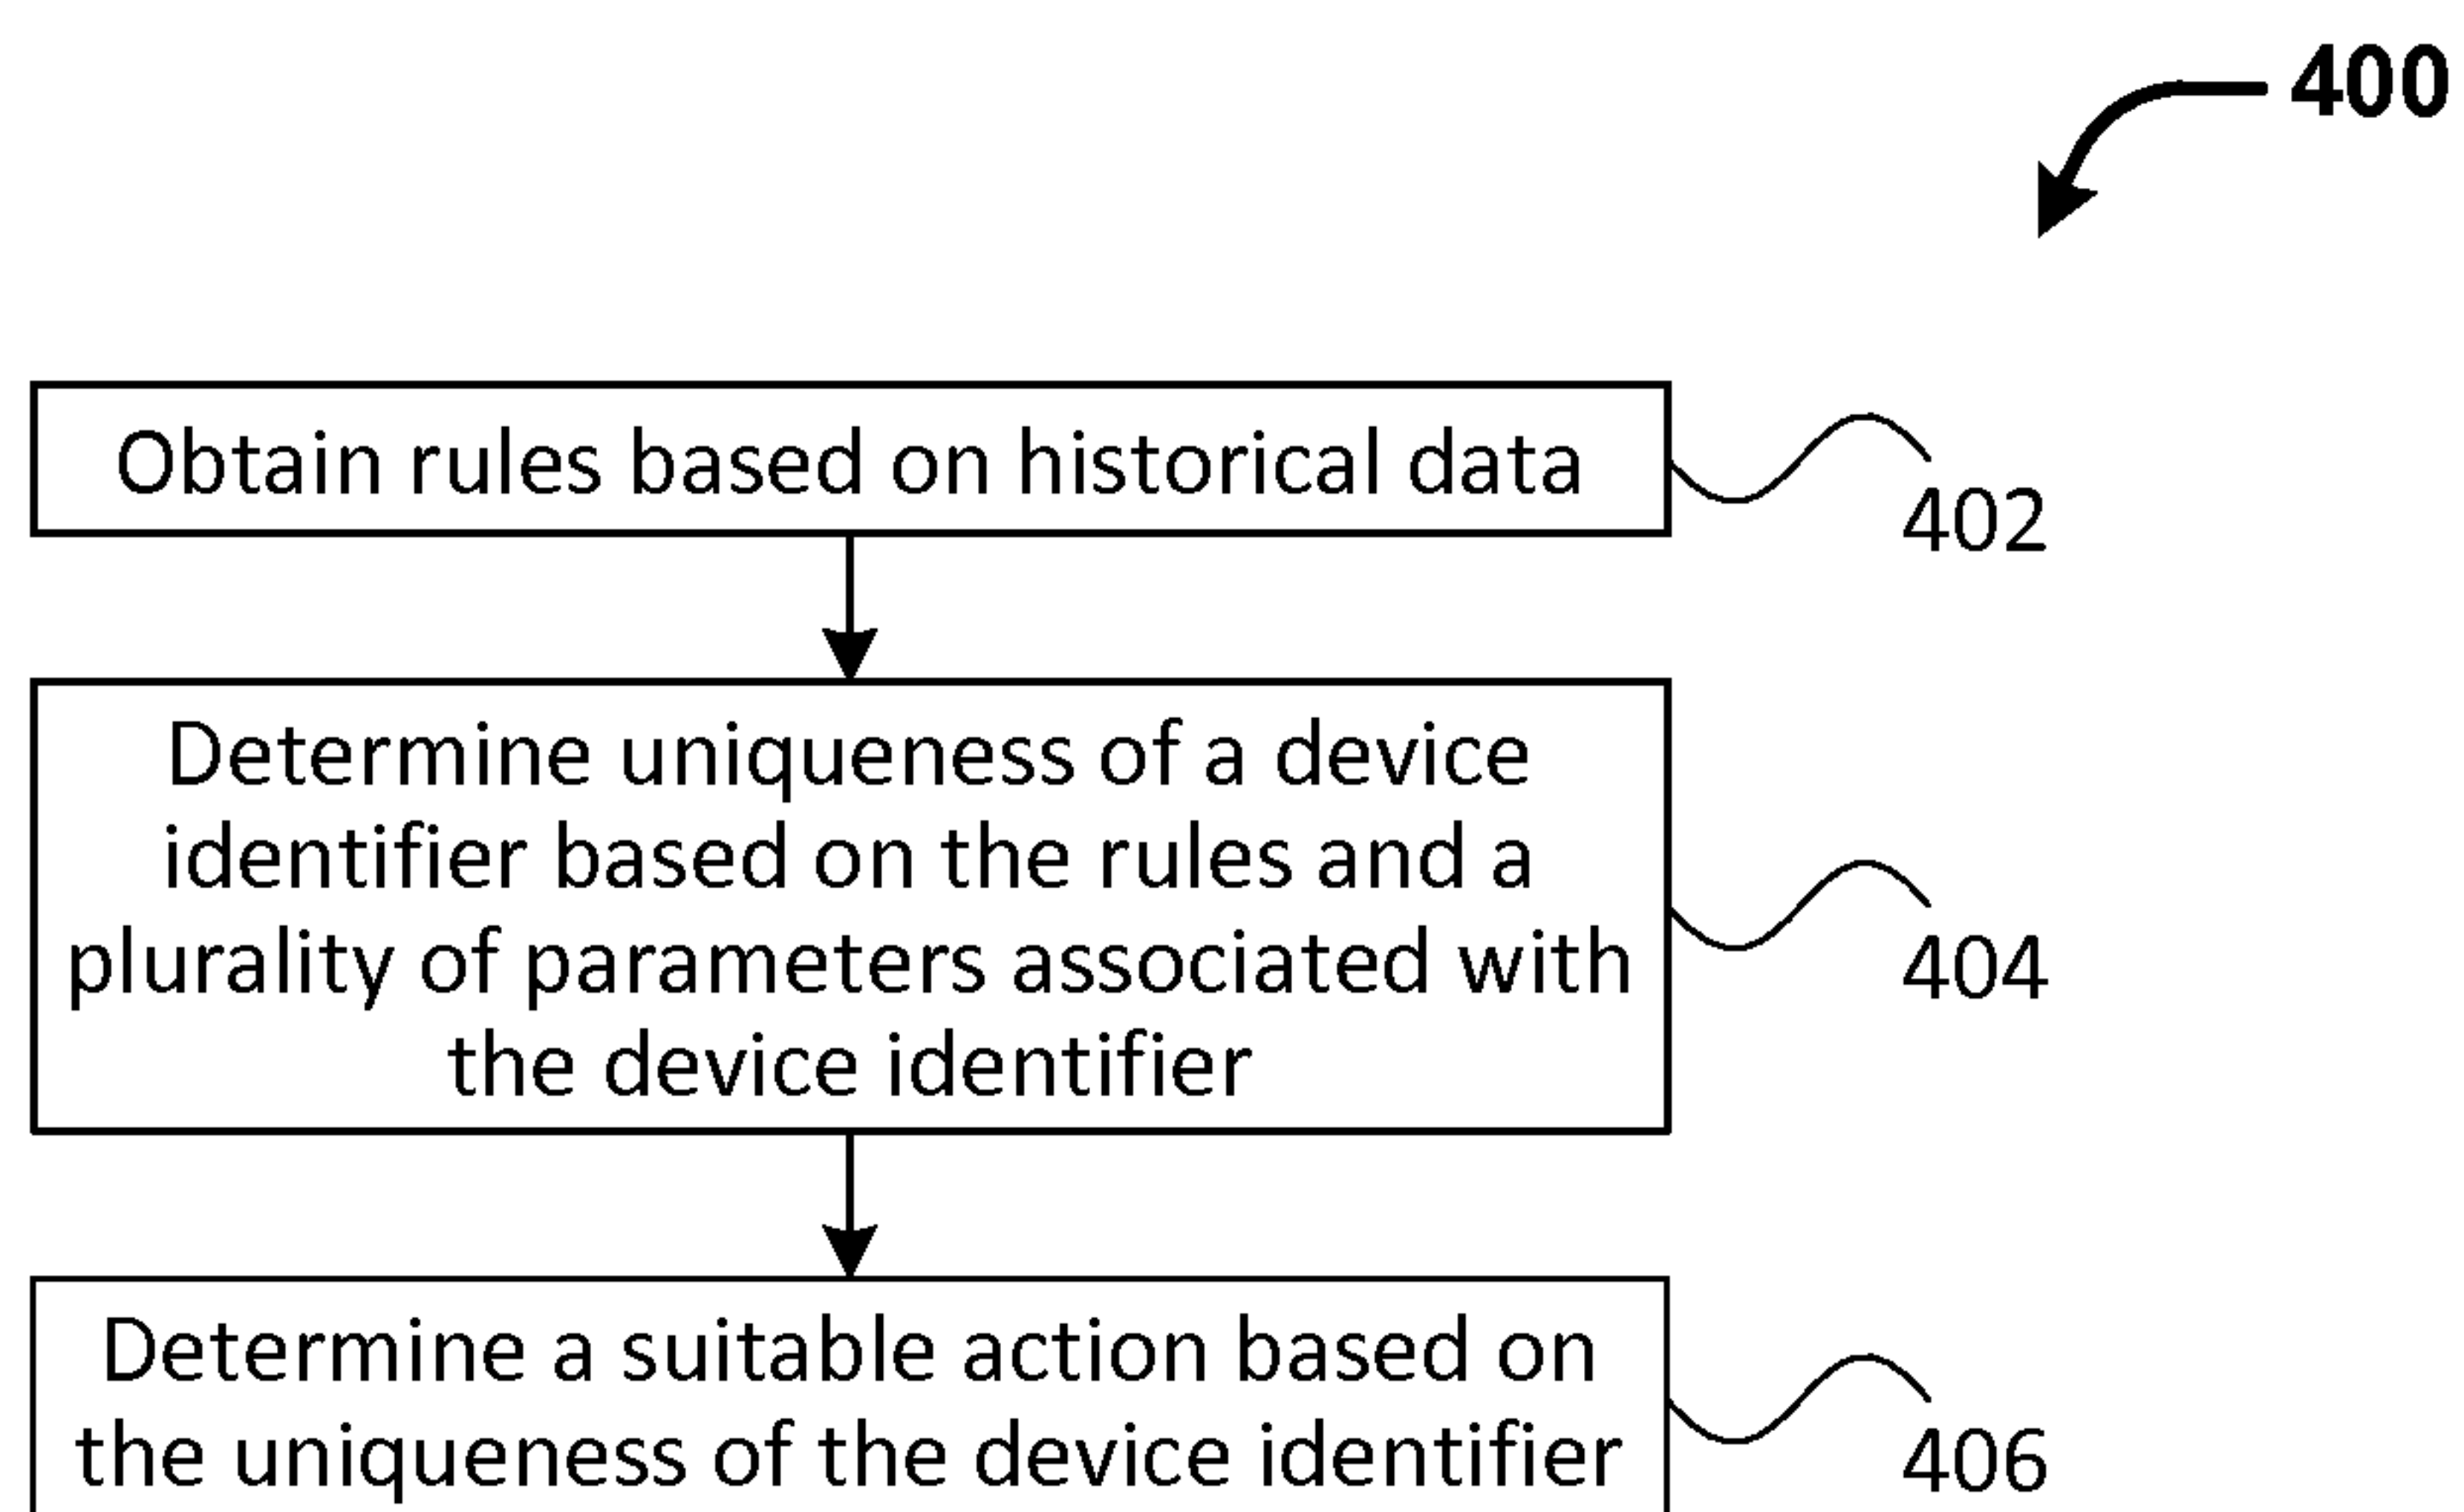 400
Obtain rules based on historical data
402
Determine uniqueness of a device
identifier based on the rules and a
plurality of parameters associated with
the device identifier
404
Determine a suitable action based on
the uniqueness of the device identifier
406